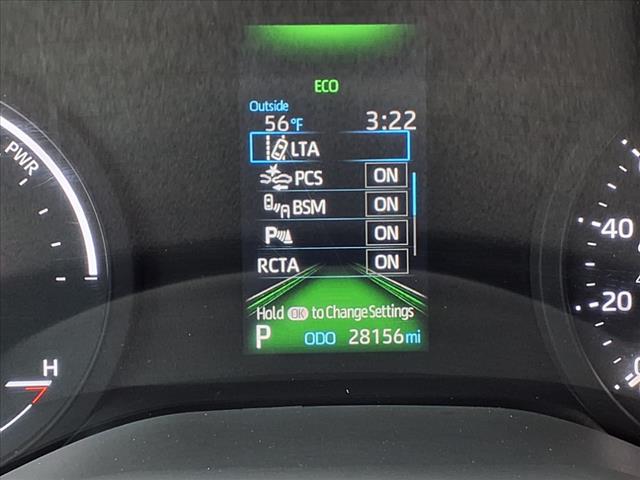 ECO
Outside
56°F 3:22
PWR
LTA
PCS ON
BSM ON
P ON
RCTA ON
40
20
Hold OK to Change Settings
P ODO 28156 mi
H